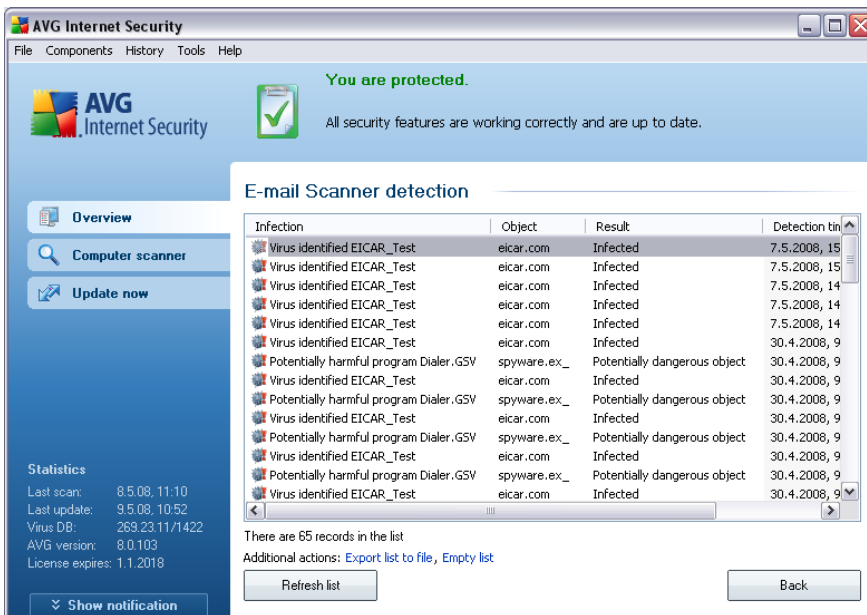 AVG Internet Security
File Components History Tools Help
AVG
Internet Security
You are protected.
All security features are working correctly and are up to date.
Overview
Computer scanner
Update now
E-mail Scanner detection
Infection Object Result Detection tim
Virus identified EICAR_Test eicar.com Infected 7.5.2008, 15
Virus identified EICAR_Test eicar.com Infected 7.5.2008, 15
Virus identified EICAR_Test eicar.com Infected 7.5.2008, 14
Virus identified EICAR_Test eicar.com Infected 7.5.2008, 14
Virus identified EICAR_Test eicar.com Infected 7.5.2008, 14
Virus identified EICAR_Test eicar.com Infected 30.4.2008, 9
Potentially harmful program Dialer.GSV spyware.ex_ Potentially dangerous object 30.4.2008, 9
Virus identified EICAR_Test eicar.com Infected 30.4.2008, 9
Potentially harmful program Dialer.GSV spyware.ex_ Potentially dangerous object 30.4.2008, 9
Virus identified EICAR_Test eicar.com Infected 30.4.2008, 9
Potentially harmful program Dialer.GSV spyware.ex_ Potentially dangerous object 30.4.2008, 9
Virus identified EICAR_Test eicar.com Infected 30.4.2008, 9
Potentially harmful program Dialer.GSV spyware.ex_ Potentially dangerous object 30.4.2008, 9
Virus identified EICAR_Test eicar.com Infected 30.4.2008, 9
There are 65 records in the list
Additional actions: Export list to file, Empty list
Refresh list Back
Statistics
Last scan: 8.5.08, 11:10
Last update: 9.5.08, 10:52
Virus DB: 269.23.11/1422
AVG version: 8.0.103
License expires: 1.1.2018
Show notification